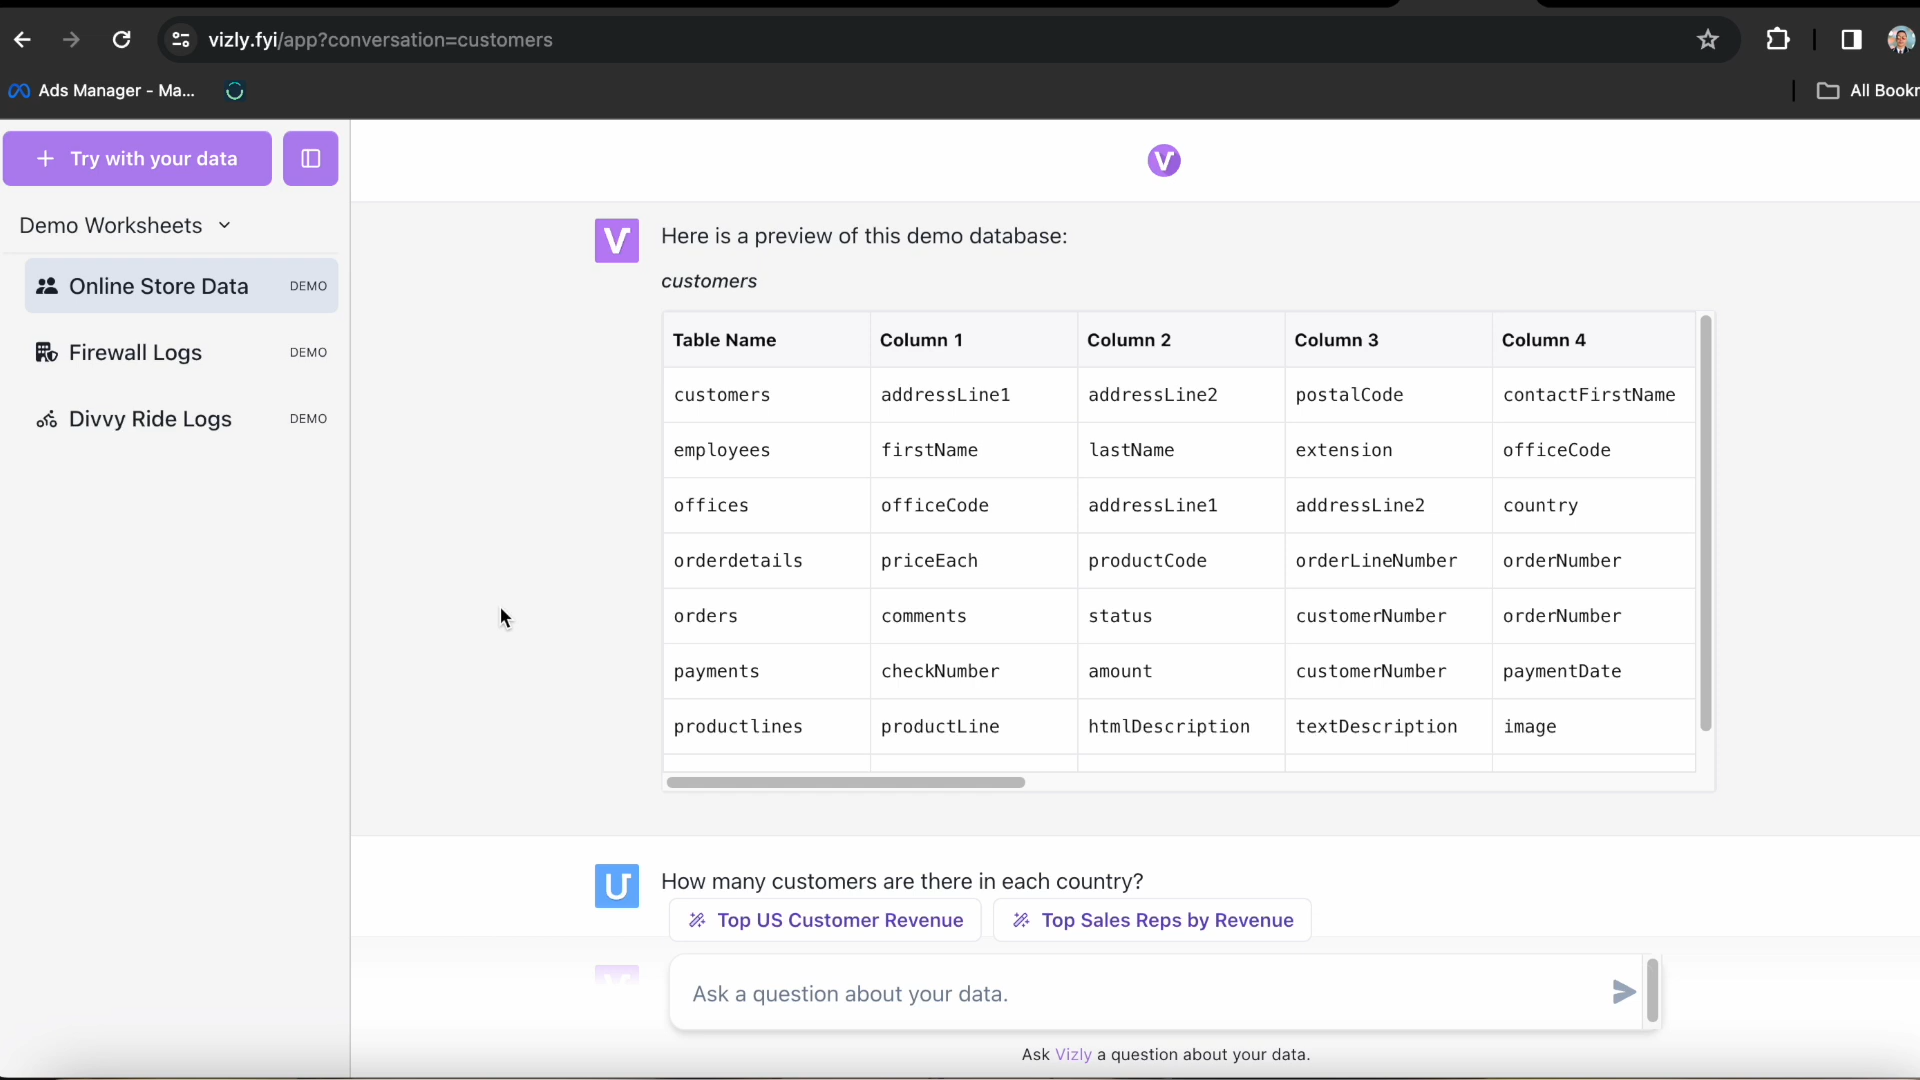 vizly.fyi/app?conversation=customers
Ads Manager - Ma...
All Bookr
+ Try with your data
Demo Worksheets
Online Store Data DEMO
Firewall Logs DEMO
Divvy Ride Logs DEMO
V
V
Here is a preview of this demo database:
customers
Table Name Column 1 Column 2 Column 3 Column 4
customers addressLine1 addressLine2 postalCode contactFirstName
employees firstName lastName extension officeCode
offices officeCode addressLine1 addressLine2 country
orderdetails priceEach productCode orderLineNumber orderNumber
orders comments status customerNumber orderNumber
payments checkNumber amount customerNumber paymentDate
productlines productLine htmlDescription textDescription image
U
How many customers are there in each country?
Top US Customer Revenue Top Sales Reps by Revenue
Ask a question about your data.
Ask Vizly a question about your data.